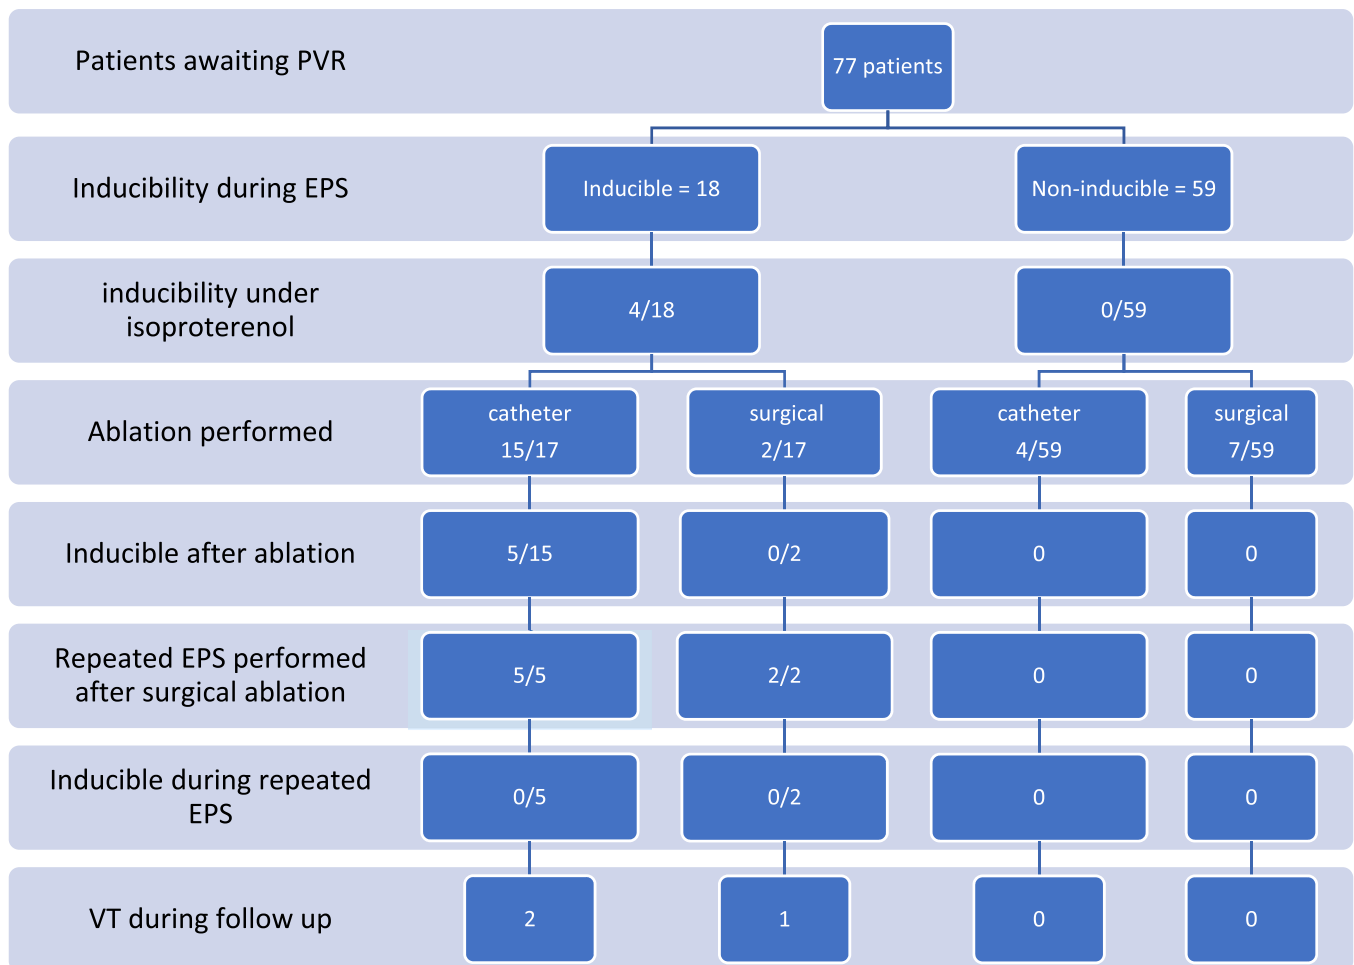 Patients awaiting PVR
77 patients
Inducibility during EPS
Inducible = 18
Non-inducible = 59
inducibility under
isoproterenol
4/18
0/59
Ablation performed
catheter
15/17
surgical
2/17
catheter
4/59
surgical
7/59
Inducible after ablation
5/15
0/2
0
0
Repeated EPS performed
after surgical ablation
5/5
2/2
0
0
Inducible during repeated
EPS
0/5
0/2
0
0
VT during follow up
2
1
0
0